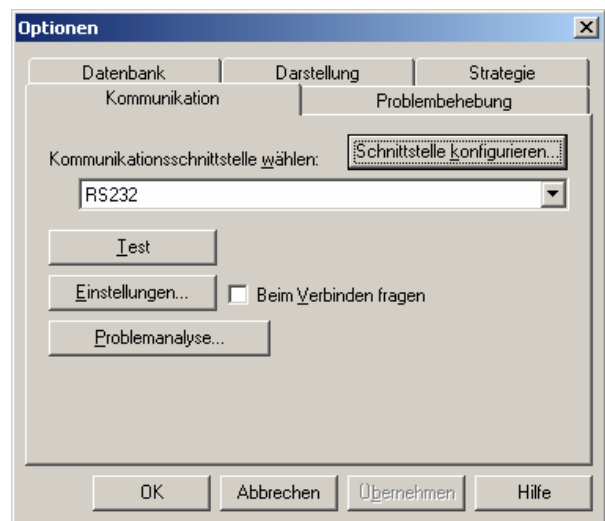 Optionen
Datenbank Darstellung Strategie
Kommunikation Problembehebung
Kommunikationsschnittstelle wählen: Schnittstelle konfigurieren...
RS232
Test
Einstellungen... Beim Verbinden fragen
Problemanalyse...
OK Abbrechen Übernehmen Hilfe